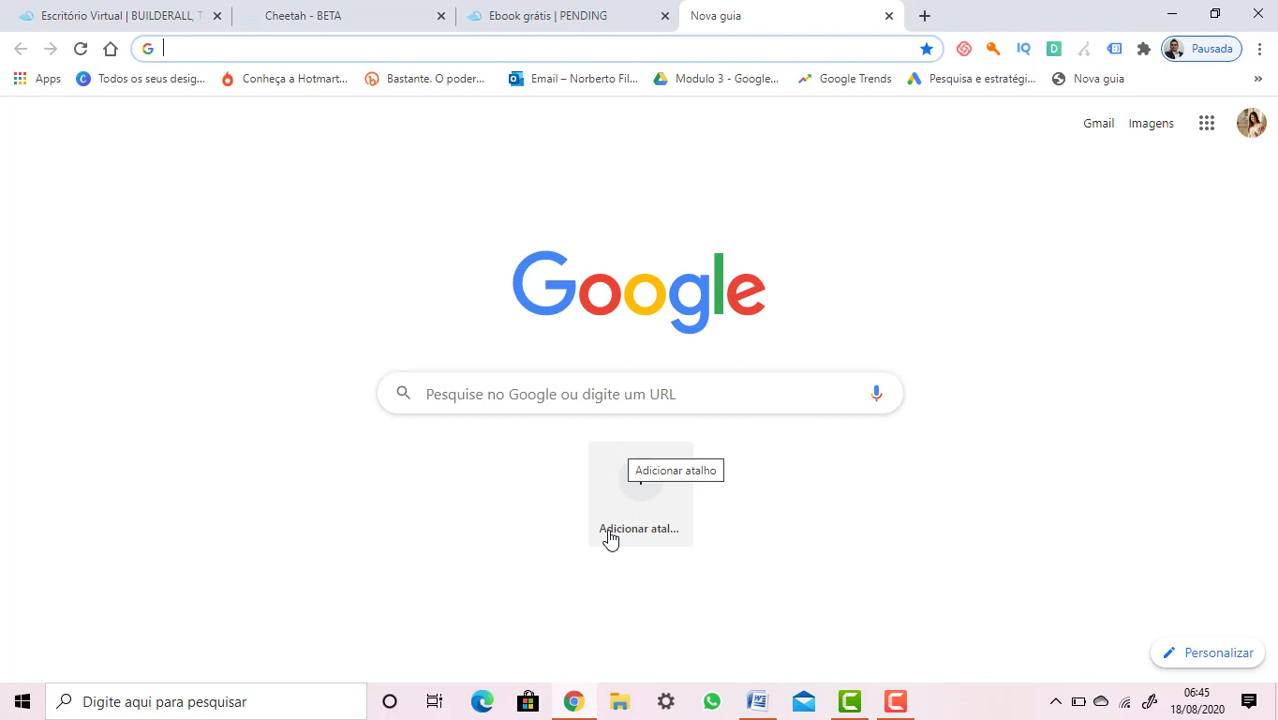 Escritório Virtual | BUILDERALL, T
Cheetah - BETA
Ebook grátis | PENDING
Nova guia
Pausada
Apps
Todos os seus desig...
Conheça a Hotmart...
Bastante. O poder...
Email – Norberto Fil...
Modulo 3 - Google...
Google Trends
Pesquisa e estratégi...
Nova guia
»
Gmail
Imagens
Google
Pesquise no Google ou digite um URL
Adicionar atalho
Adicionar atal...
Personalizar
Digite aqui para pesquisar
06:45
18/08/2020